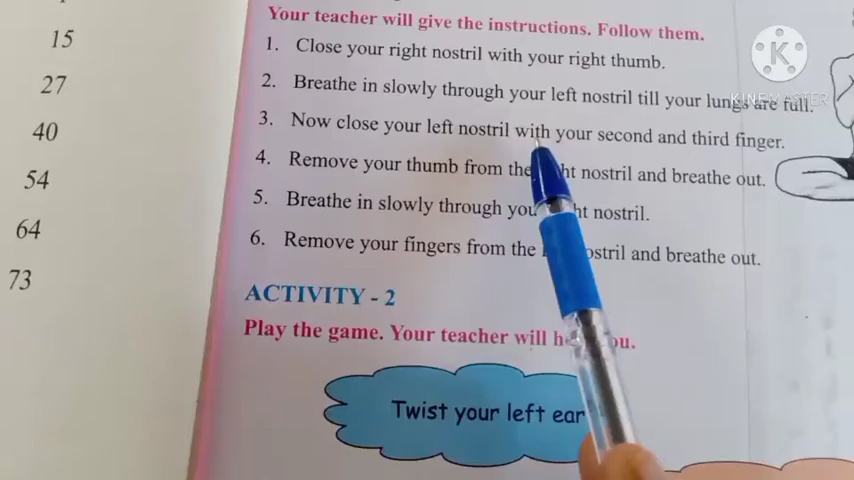 15
27
40
54
64
73
Your teacher will give the instructions. Follow them.
1. Close your right nostril with your right thumb.
2. Breathe in slowly through your left nostril till your lungs are full.
3. Now close your left nostril with your second and third finger.
4. Remove your thumb from the nostril and breathe out.
5. Breathe in slowly through nostril.
6. Remove your fingers from the and breathe out.
ACTIVITY - 2
Play the game. Your teacher will
Twist your left ear
KINEMASTER